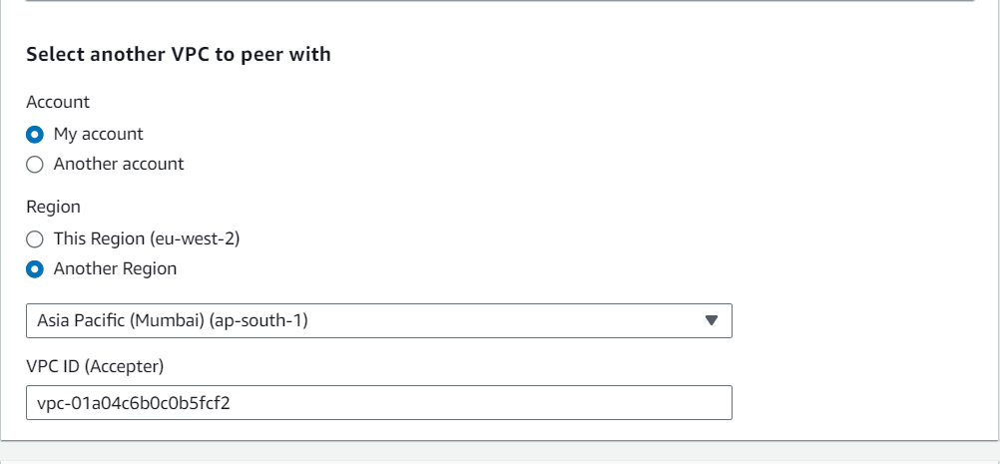 Select another VPC to peer with
Account
My account
Another account
Region
This Region (eu-west-2)
Another Region
Asia Pacific (Mumbai) (ap-south-1)
VPC ID (Accepter)
vpc-01a04c6b0c0b5fcf2